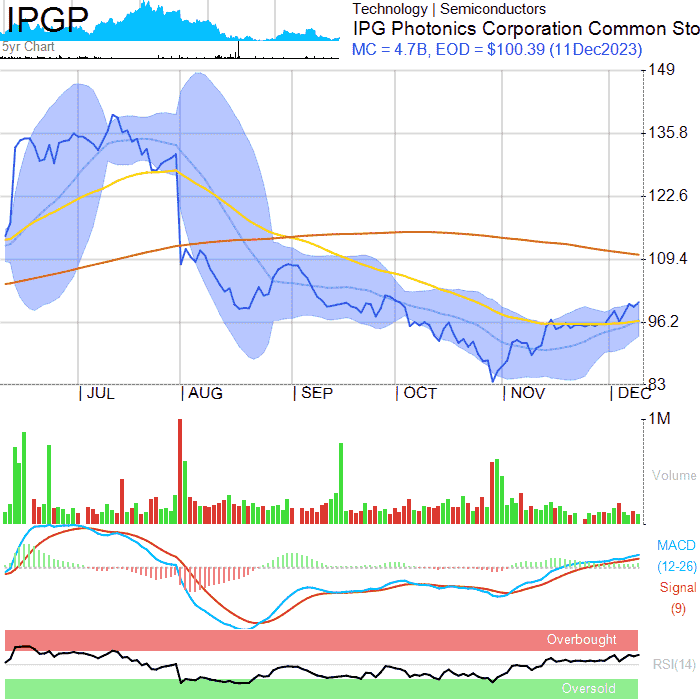 IPGP
5yr Chart
Technology | Semiconductors
IPG Photonics Corporation Common Sto
MC = 4.7B, EOD = $100.39 (11Dec2023)
149
135.8
122.6
109.4
96.2
83
| JUL | AUG | SEP | OCT | NOV | DEC
1M
Volume
MACD
(12-26)
Signal
(9)
Overbought
RSI(14)
Oversold